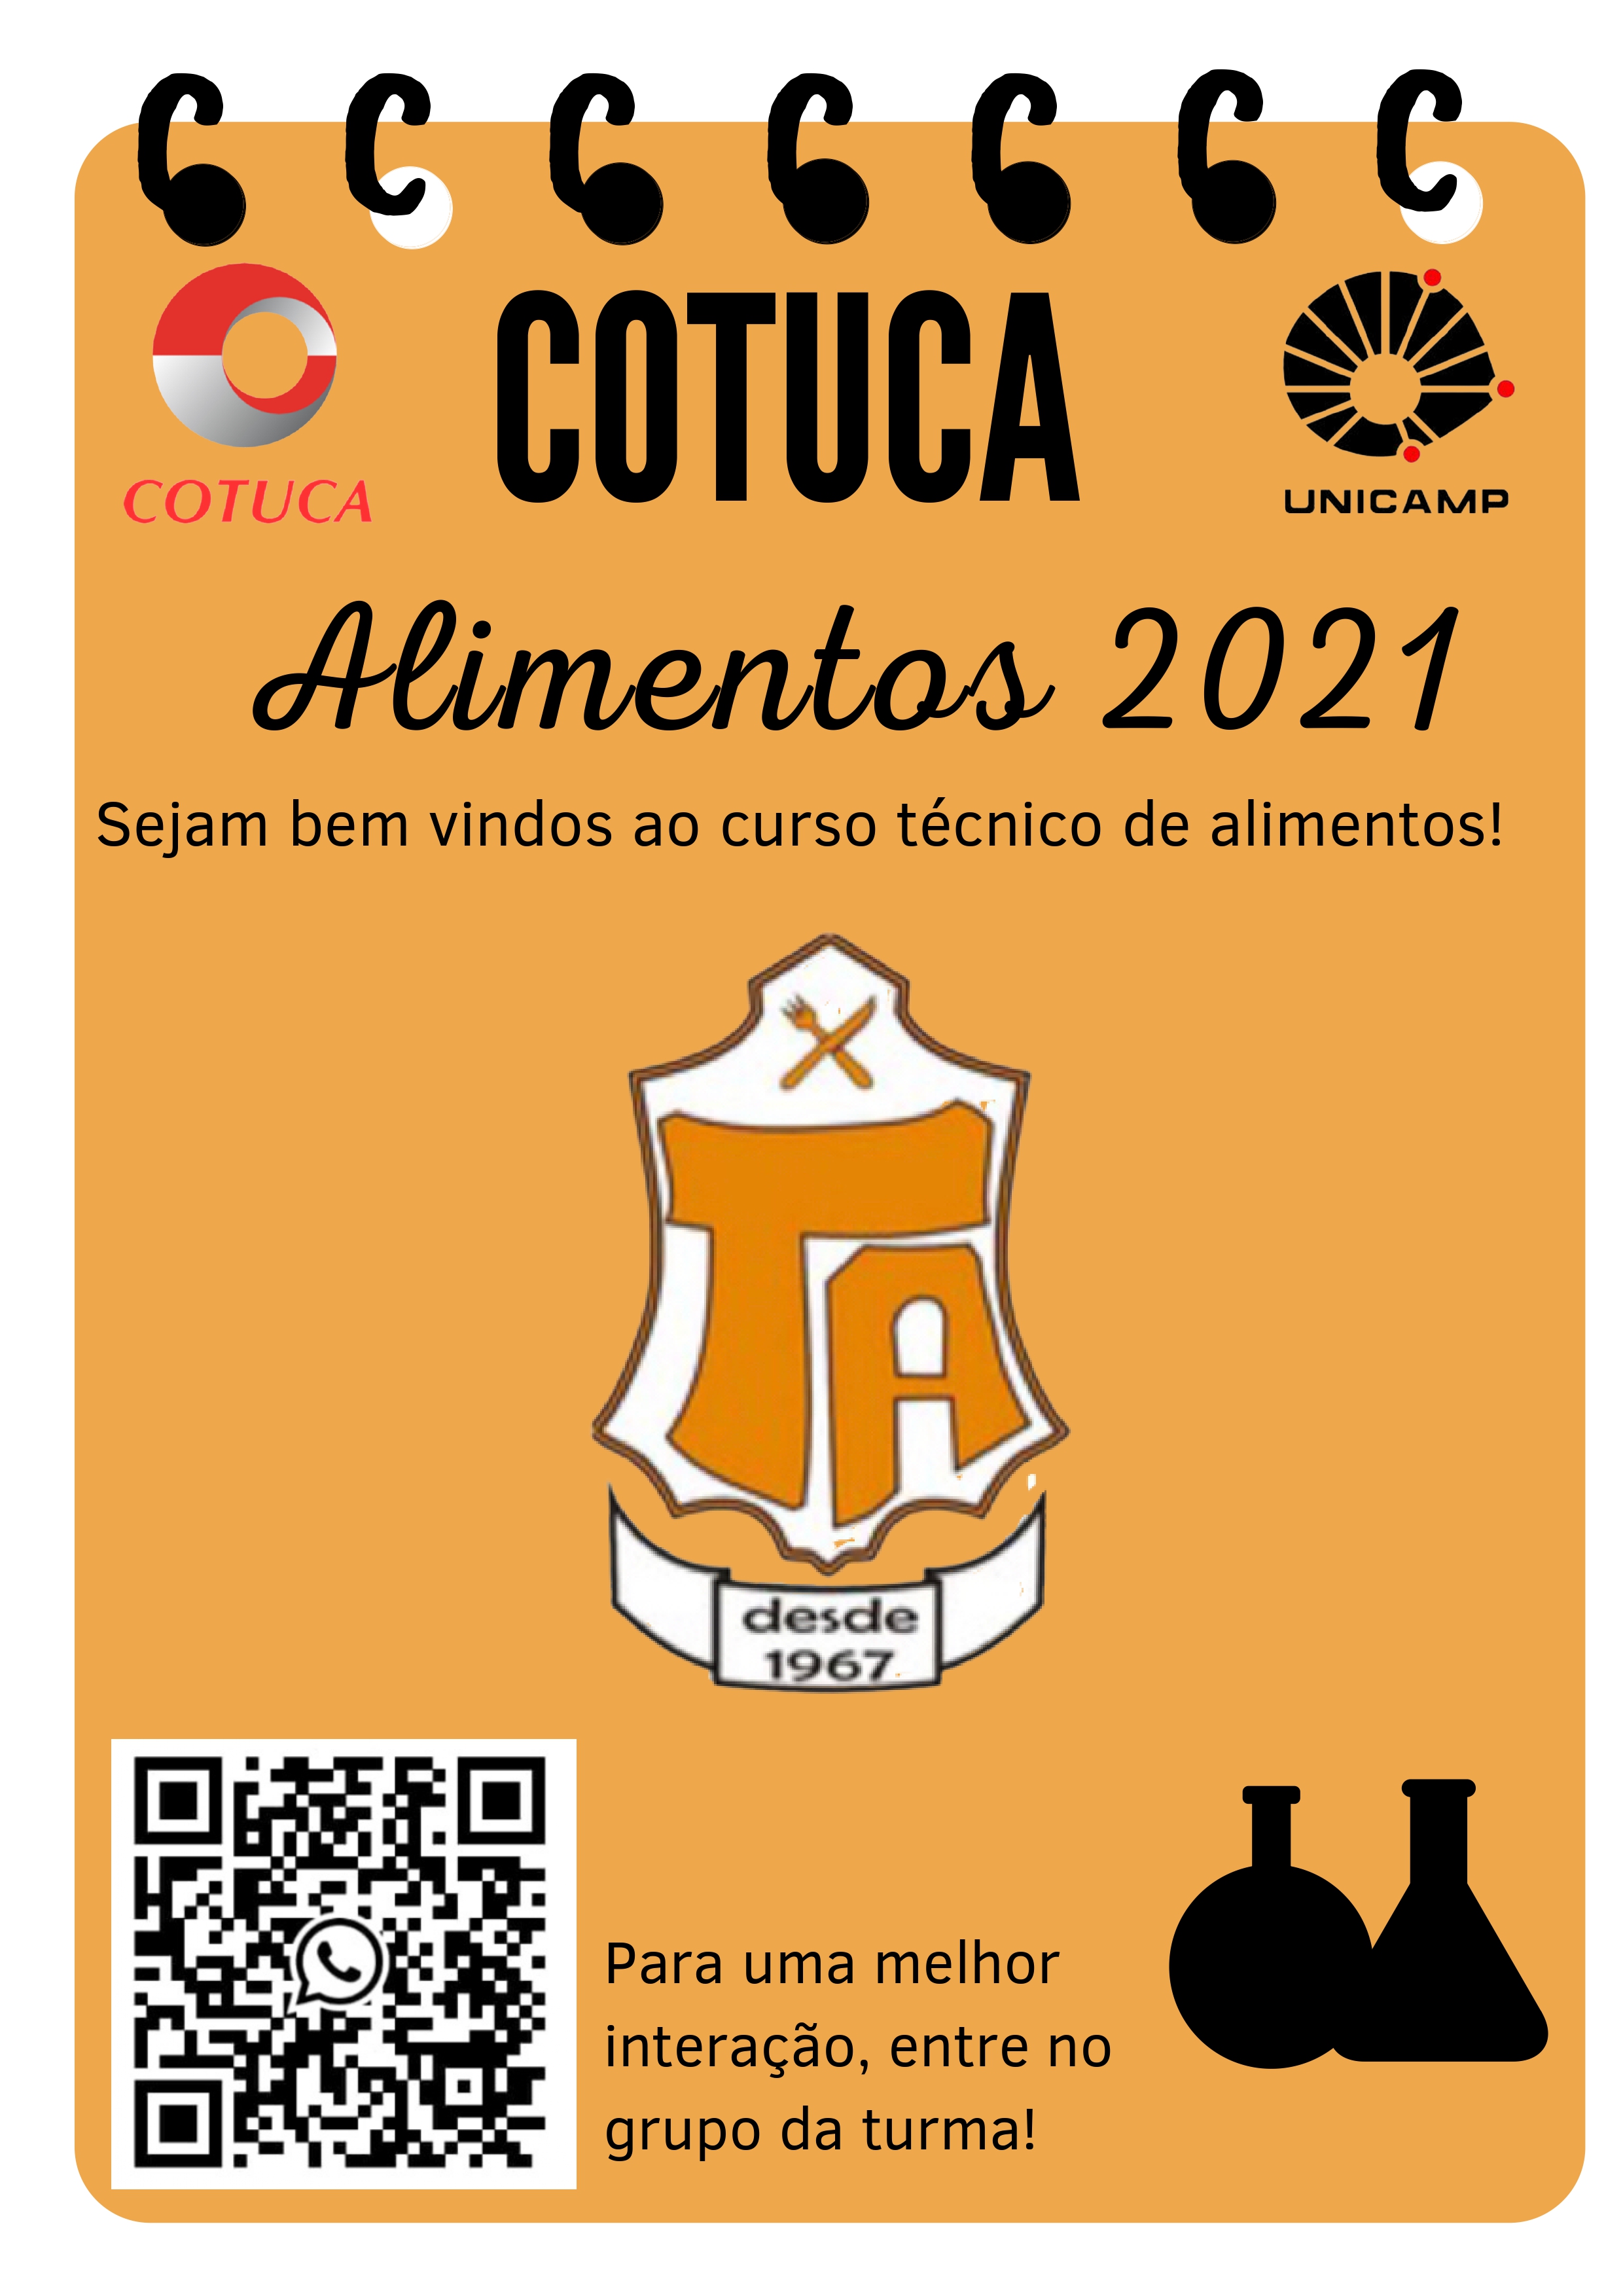 COTUCA
COTUCA
UNICAMP
Alimentos 2021
Sejam bem vindos ao curso técnico de alimentos!
TA
desde
1967
Para uma melhor
interação, entre no
grupo da turma!